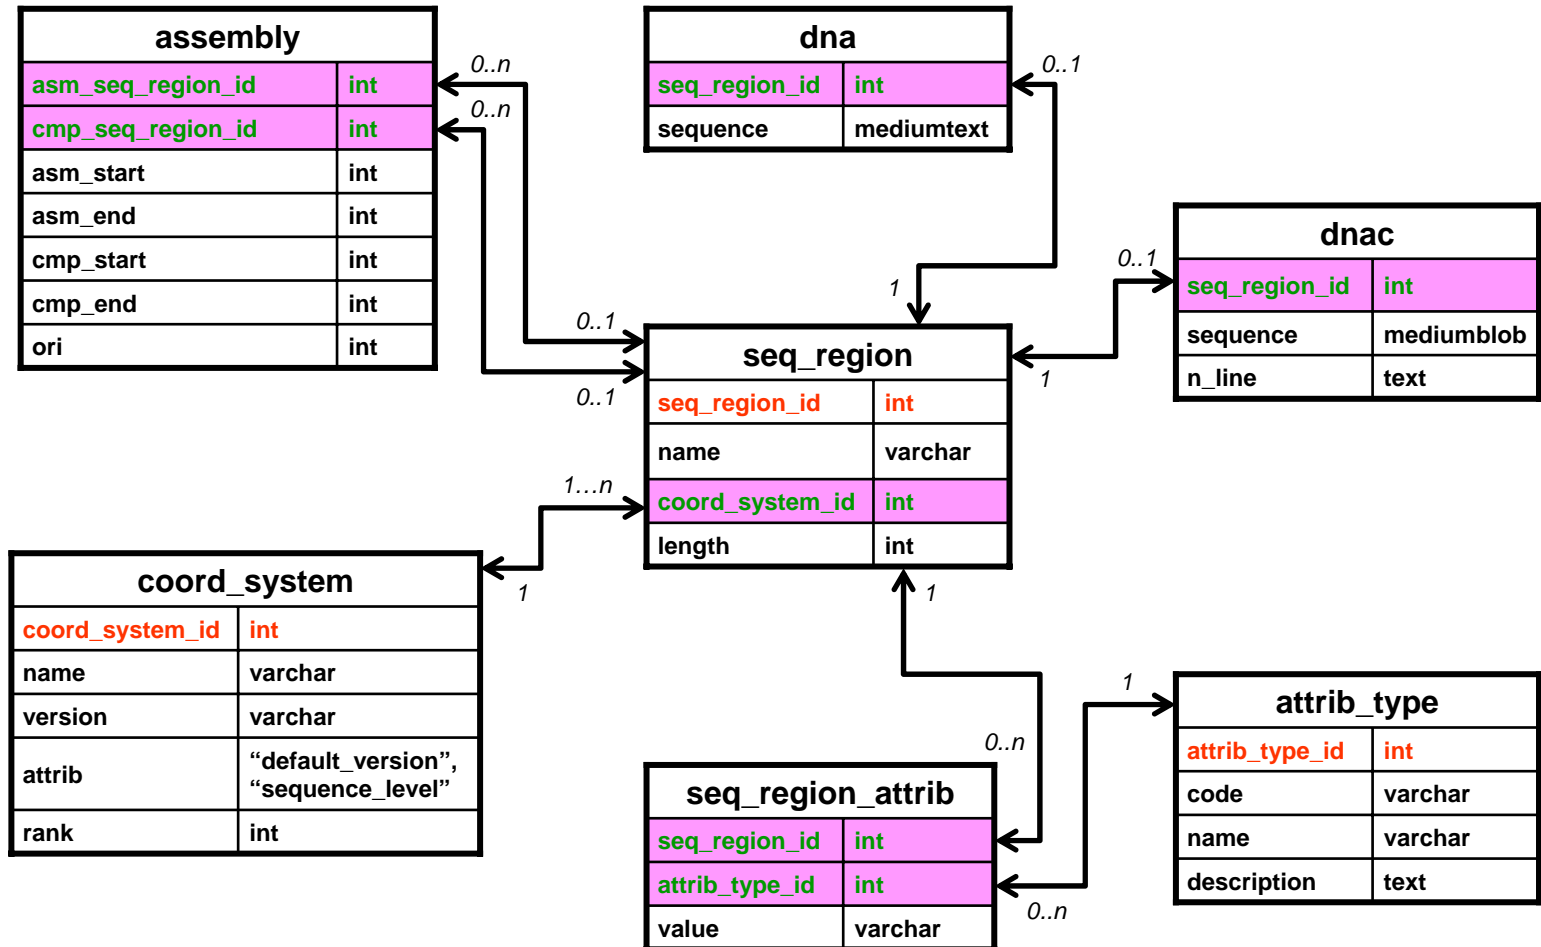 assembly
asm_seq_region_id int
cmp_seq_region_id int
asm_start int
asm_end int
cmp_start int
cmp_end int
ori int
0..n
0..n
0..1
0..1
dna
seq_region_id int
sequence mediumtext
0..1
1
dnac
seq_region_id int
sequence mediumblob
n_line text
0..1
1
seq_region
seq_region_id int
name varchar
coord_system_id int
length int
1…n
1
coord_system
coord_system_id int
name varchar
version varchar
attrib “default_version”,
“sequence_level”
rank int
1
0..n
seq_region_attrib
seq_region_id int
attrib_type_id int
value varchar
1
0..n
attrib_type
attrib_type_id int
code varchar
name varchar
description text